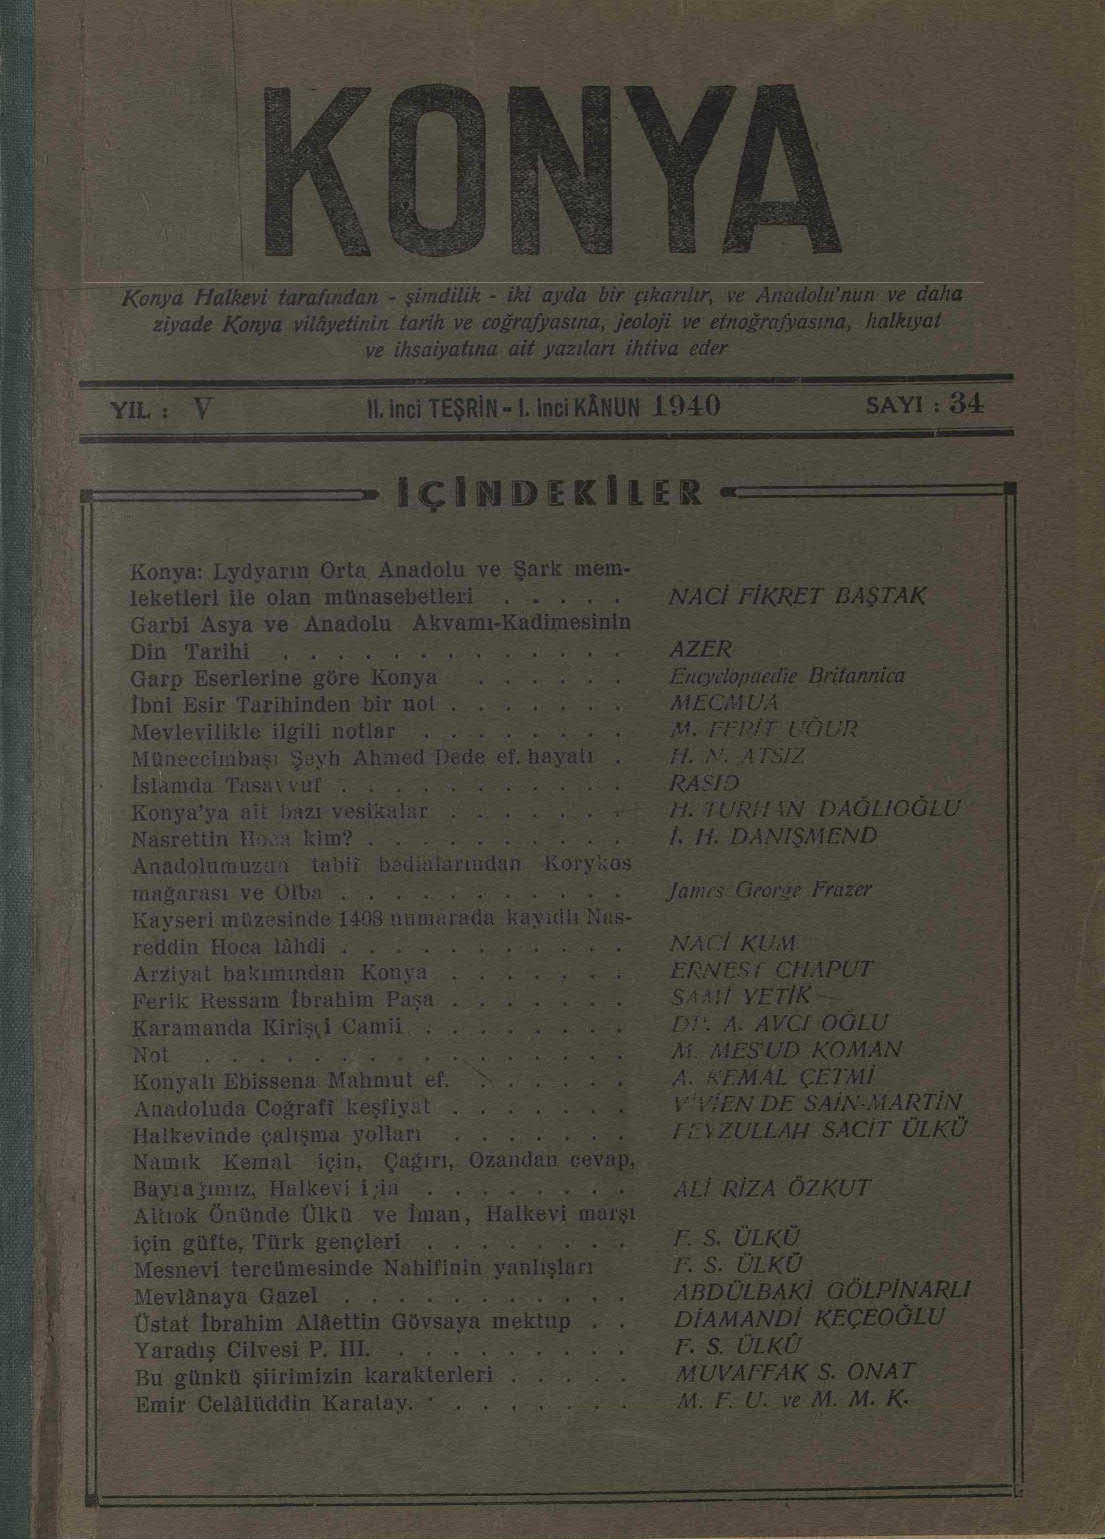 KONYA
Konya Halkevi tarafından - şimdilik - iki ayda bir çıkarılır, ve Anadolu'nun ve daha
ziyade Konya vilâyetinin tarih ve coğrafyasına, jeoloji ve etnoğrafyasına, halkıyat
ve ihsaiyatına ait yazıları ihtiva eder
YIL : V II. inci TEŞRİN - I. inci KÂNUN 1940 SAYI : 34
İÇİNDEKİLER
Konya: Lydyarın Orta Anadolu ve Şark mem-
leketleri ile olan münasebetleri . . . . . NACİ FİKRET BAŞTAK
Garbi Asya ve Anadolu Akvamı-Kadimesinin
Din Tarihi . . . . . . . . . . . . . AZER
Garp Eserlerine göre Konya . . . . . . Encyclopaedie Britannica
İbni Esir Tarihinden bir not . . . . . . . MECMUA
Mevlevilikle ilgili notlar . . . . . . . . M. FERİT UĞUR
Müneccimbaşı Şeyh Ahmed Dede ef. hayatı . H. N. ATSIZ
İslâmda Tasavvuf . . . . . . . . . . . RASID
Konya'ya ait bazı vesikalar . . . . . . . H. TURHAN DAĞLIOĞLU
Nasrettin Hoca kim? . . . . . . . . . . İ. H. DANIŞMEND
Anadolumuzun tabiî bedialarından Korykos
mağarası ve Olba . . . . . . . . . . . James George Frazer
Kayseri müzesinde 1408 numarada kayıdlı Nas-
reddin Hoca lâhdi . . . . . . . . . . . NACİ KUM
Arziyat bakımından Konya . . . . . . . ERNEST CHAPUT
Ferik Ressam İbrahim Paşa . . . . . . . SAMİ YETİK
Karamanda Kirişçi Camii . . . . . . . . Dr. A. AVCI OĞLU
Not . . . . . . . . . . . . . . . . M. MES'UD KOMAN
Konyalı Ebissena Mahmut ef. . . . . . . A. KEMAL ÇETMİ
Anadoluda Coğrafî keşfiyat . . . . . . . VİVİEN DE SAİN-MARTİN
Halkevinde çalışma yolları . . . . . . . FEYZULLAH SACİT ÜLKÜ
Namık Kemal için, Çağırı, Ozandan cevap,
Bayrağımız, Halkevi için . . . . . . . . ALİ RİZA ÖZKUT
Altıok Önünde Ülkü ve İman, Halkevi marşı
için güfte, Türk gençleri . . . . . . . . F. S. ÜLKÜ
Mesnevi tercümesinde Nahifinin yanlışları F. S. ÜLKÜ
Mevlânaya Gazel . . . . . . . . . . . ABDÜLBAKİ GÖLPİNARLI
Üstat İbrahim Alâettin Gövsaya mektup . . DİAMANDİ KEÇEOĞLU
Yaradış Cilvesi P. III. . . . . . . . . . F. S. ÜLKÜ
Bu günkü şiirimizin karakterleri . . . . . MUVAFFAK S. ONAT
Emir Celâlüddin Karatay. . . . . . . . M. F. U. ve M. M. K.